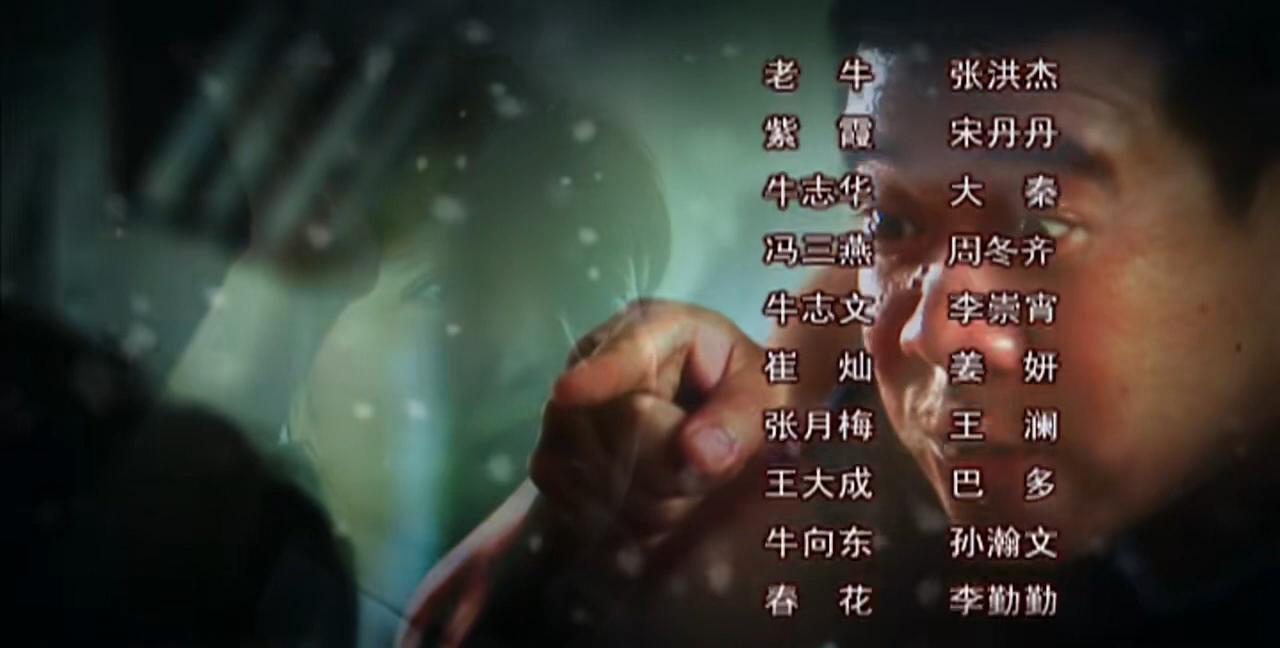 老牛 张洪杰
紫霞 宋丹丹
牛志华 大秦
冯三燕 周冬齐
牛志文 李崇霄
崔灿 姜妍
张月梅 王澜
王大成 巴多
牛向东 孙瀚文
春花 李勤勤